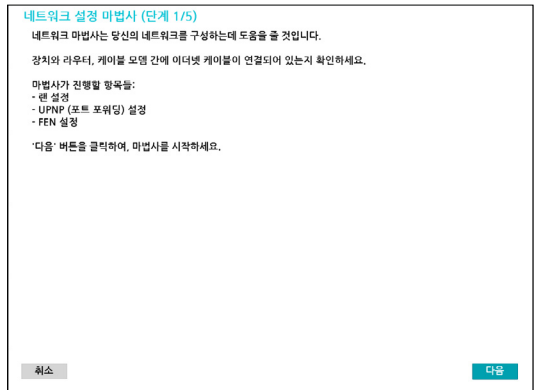 네트워크 설정 마법사 (단계 1/5)
네트워크 마법사는 당신의 네트워크를 구성하는데 도움을 줄 것입니다.
장치와 라우터, 케이블 모뎀 간에 이더넷 케이블이 연결되어 있는지 확인하세요.
마법사가 진행할 항목들:
- 랜 설정
- UPNP (포트 포워딩) 설정
- FEN 설정
'다음' 버튼을 클릭하여, 마법사를 시작하세요.
취소
다음